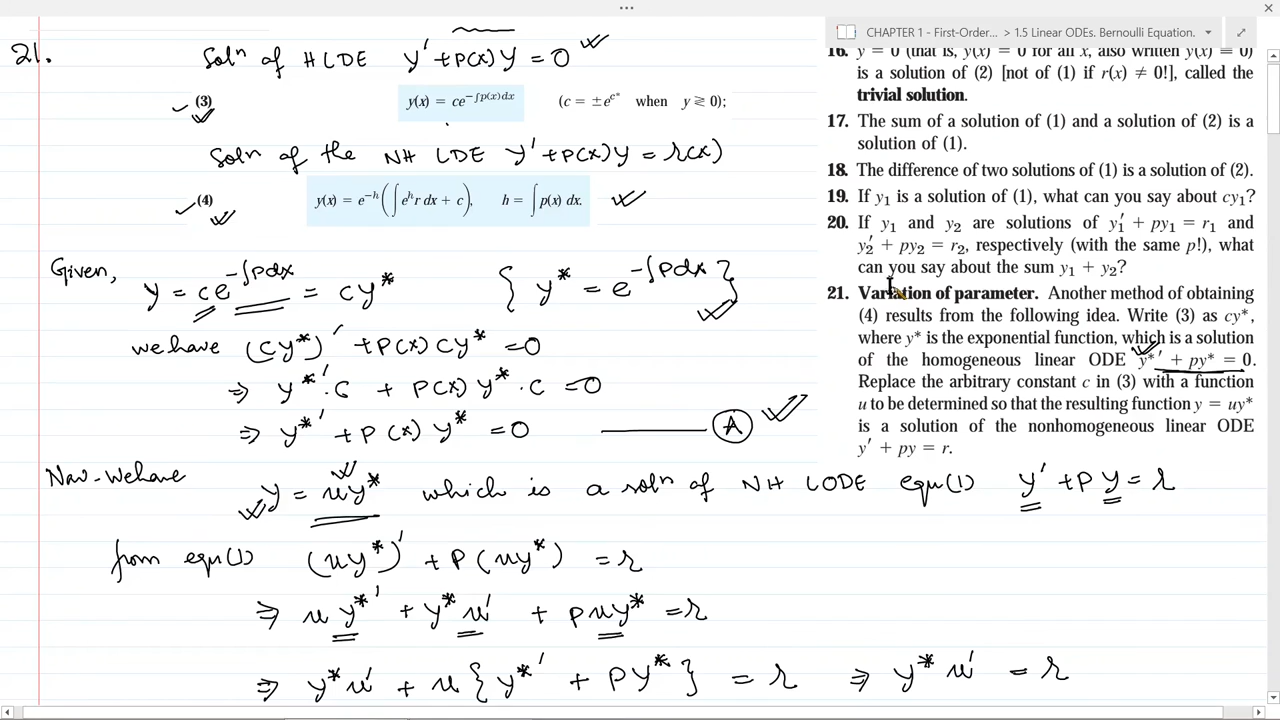 21. Solⁿ of HLDE y' + p(x) y = 0
(3) y(x) = ce^{-∫p(x)dx} (c = ±e^{c*} when y ≷ 0);
Solⁿ of the NH LDE y' + p(x)y = r(x)
(4) y(x) = e^{-h}(∫e^h r dx + c), h = ∫p(x) dx.
Given,
y = ce^{-∫pdx} = cy* { y* = e^{-∫pdx} }
we have (cy*)' + p(x) cy* = 0
⇒ y*'·c + p(x) y*·c = 0
⇒ y*' + p(x) y* = 0 ——— (A)
Now we have
y = uy* which is a solⁿ of NH LODE eqn(1) y' + p y = r
from eqn(1) (uy*)' + p(uy*) = r
⇒ u y*' + y* u' + p u y* = r
⇒ y* u' + u { y*' + p y* } = r ⇒ y* u' = r
CHAPTER 1 - First-Order... > 1.5 Linear ODEs. Bernoulli Equation.
16. y = 0 (that is, y(x) = 0 for all x, also written y(x) ≡ 0)
is a solution of (2) [not of (1) if r(x) ≠ 0!], called the
trivial solution.
17. The sum of a solution of (1) and a solution of (2) is a
solution of (1).
18. The difference of two solutions of (1) is a solution of (2).
19. If y₁ is a solution of (1), what can you say about cy₁?
20. If y₁ and y₂ are solutions of y₁' + py₁ = r₁ and
y₂' + py₂ = r₂, respectively (with the same p!), what
can you say about the sum y₁ + y₂?
21. Variation of parameter. Another method of obtaining
(4) results from the following idea. Write (3) as cy*,
where y* is the exponential function, which is a solution
of the homogeneous linear ODE y*' + py* = 0.
Replace the arbitrary constant c in (3) with a function
u to be determined so that the resulting function y = uy*
is a solution of the nonhomogeneous linear ODE
y' + py = r.